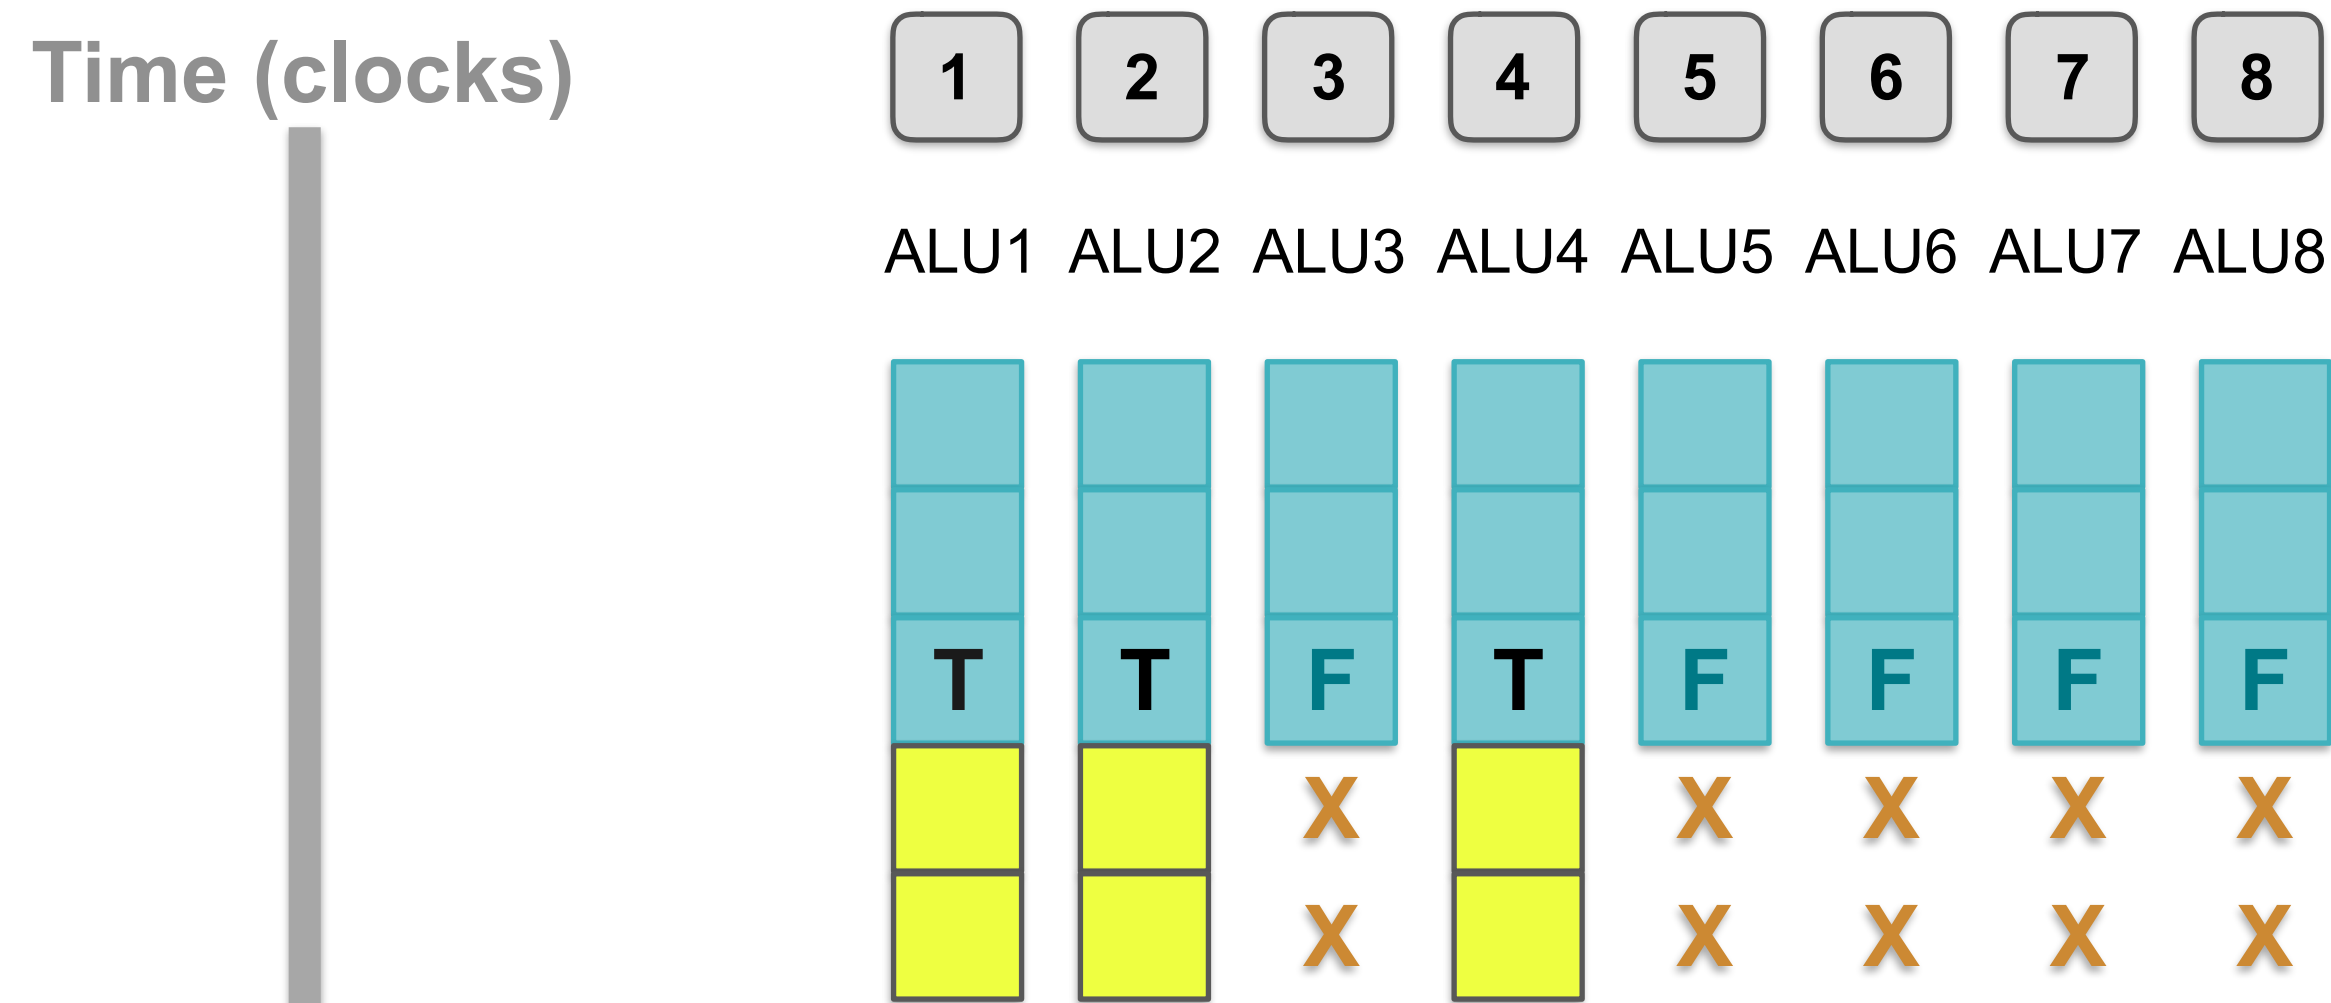 Time (clocks) 1 2 3 4 5 6 7 8
ALU1 ALU2 ALU3 ALU4 ALU5 ALU6 ALU7 ALU8
T T F T F F F F
X X X X X
X X X X X